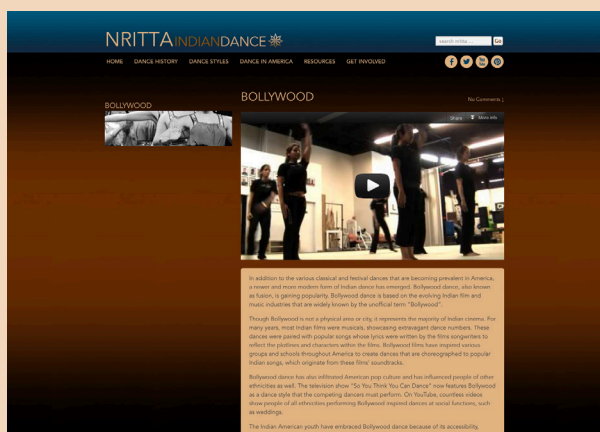 NRITTA INDIANDANCE
search nritta ...
Go
HOME DANCE HISTORY DANCE STYLES DANCE IN AMERICA RESOURCES GET INVOLVED
BOLLYWOOD
BOLLYWOOD
No Comments |
Share More info
In addition to the various classical and festival dances that are becoming prevalent in America,
a newer and more modern form of Indian dance has emerged. Bollywood dance, also known
as fusion, is gaining popularity. Bollywood dance is based on the evolving Indian film and
music industries that are widely known by the unofficial term "Bollywood".
Though Bollywood is not a physical area or city, it represents the majority of Indian cinema. For
many years, most Indian films were musicals, showcasing extravagant dance numbers. These
dances were paired with popular songs whose lyrics were written by the films songwriters to
reflect the plotlines and characters within the films. Bollywood films have inspired various
groups and schools throughout America to create dances that are choreographed to popular
Indian songs, which originate from these films' soundtracks.
Bollywood dance has also infiltrated American pop culture and has influenced people of other
ethnicities as well. The television show "So You Think You Can Dance" now features Bollywood
as a dance style that the competing dancers must perform. On YouTube, countless videos
show people of all ethnicities performing Bollywood inspired dances at social functions, such
as weddings.
The Indian American youth have embraced Bollywood dance because of its accessibility,